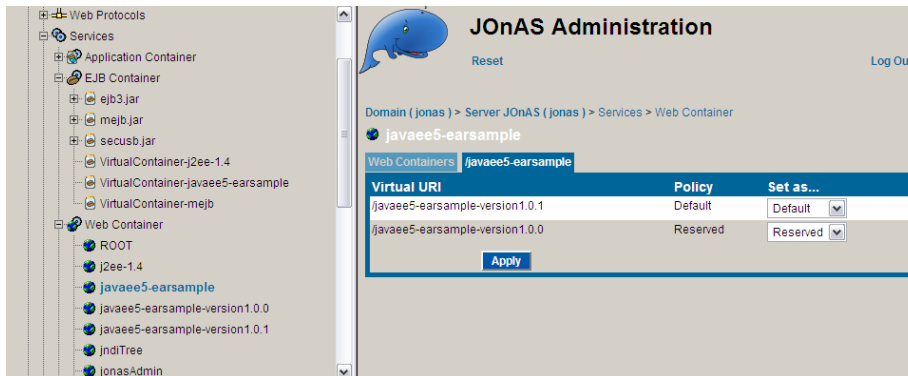 Web Protocols
Services
Application Container
EJB Container
ejb3.jar
mejb.jar
secusb.jar
VirtualContainer-j2ee-1.4
VirtualContainer-javaee5-earsample
VirtualContainer-mejb
Web Container
ROOT
j2ee-1.4
javaee5-earsample
javaee5-earsample-version1.0.0
javaee5-earsample-version1.0.1
jndiTree
jonasAdmin
JOnAS Administration
Reset Log Ou
Domain ( jonas ) > Server JOnAS ( jonas ) > Services > Web Container
javaee5-earsample
Web Containers /javaee5-earsample
Virtual URI Policy Set as...
/javaee5-earsample-version1.0.1 Default Default
/javaee5-earsample-version1.0.0 Reserved Reserved
Apply